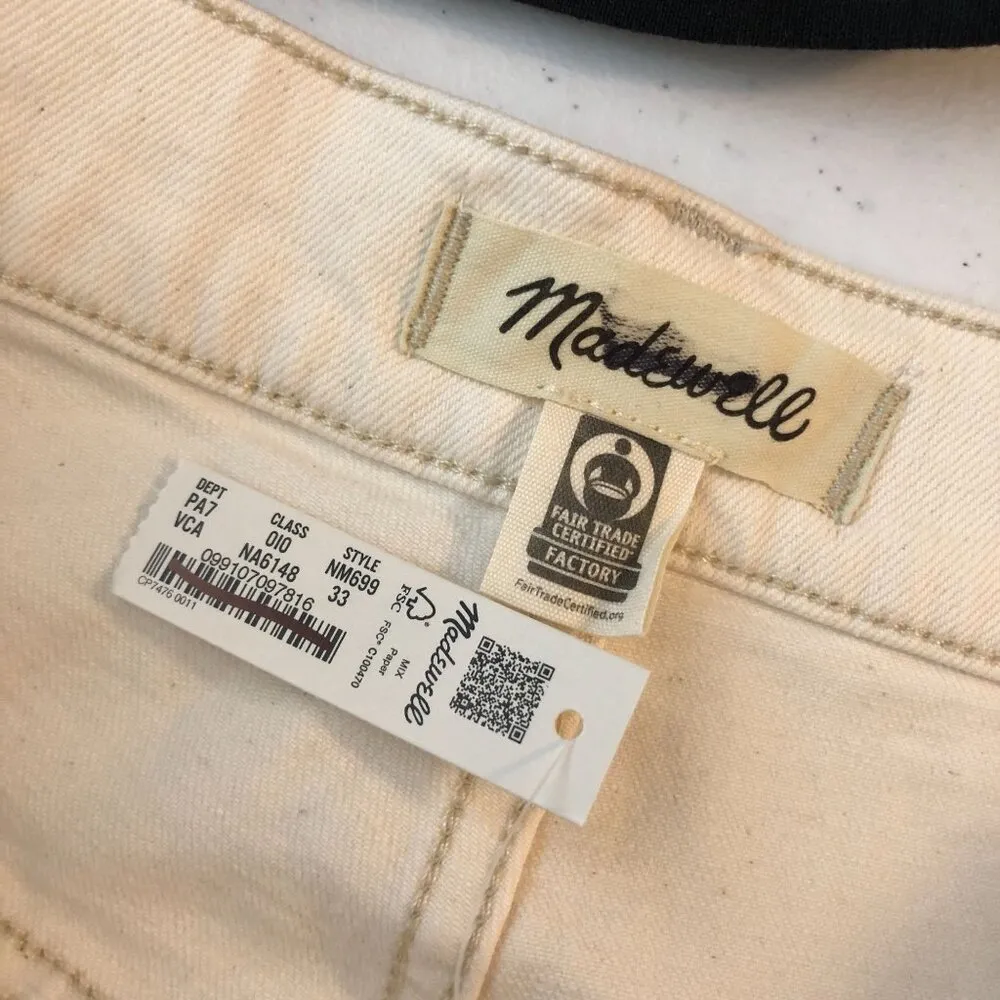 Madewell
FAIR TRADE
CERTIFIED
FACTORY
FairTradeCertified.org
DEPT CLASS STYLE
PA7 010 NM699
VCA NA6148 33
099107097816
CP7476 0011
FSC
FSC® C100470
MIX
Paper
Madewell